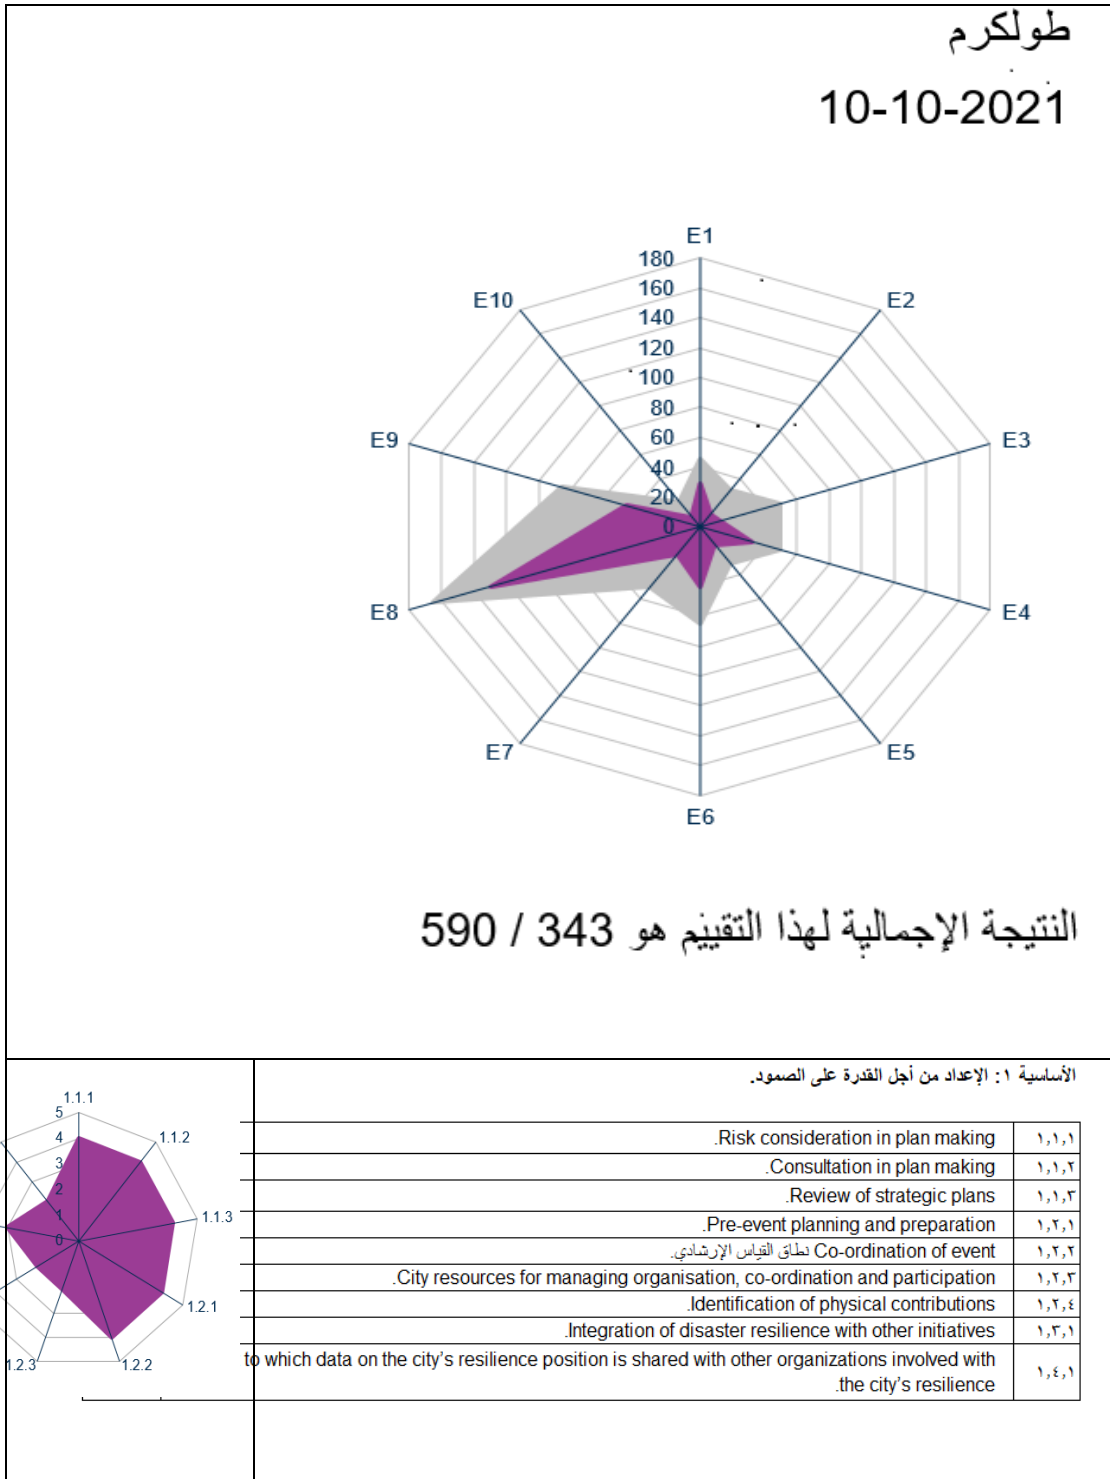 طولكرم
10-10-2021
E1
180
160
140
120
100
80
60
40
20
0
E2
E3
E4
E5
E6
E7
E8
E9
E10
النتيجة الإجمالية لهذا التقييم هو 343 / 590
الأساسية ١: الإعداد من أجل القدرة على الصمود.
١,١,١ Risk consideration in plan making.
١,١,٢ Consultation in plan making.
١,١,٣ Review of strategic plans.
١,٢,١ Pre-event planning and preparation.
١,٢,٢ Co-ordination of event نطاق القياس الإرشادي.
١,٢,٣ City resources for managing organisation, co-ordination and participation.
١,٢,٤ Identification of physical contributions.
١,٣,١ Integration of disaster resilience with other initiatives.
١,٤,١ to which data on the city's resilience position is shared with other organizations involved with
the city's resilience.
1.1.1
5
4
3
2
1
0
1.1.2
1.1.3
1.2.1
1.2.2
1.2.3